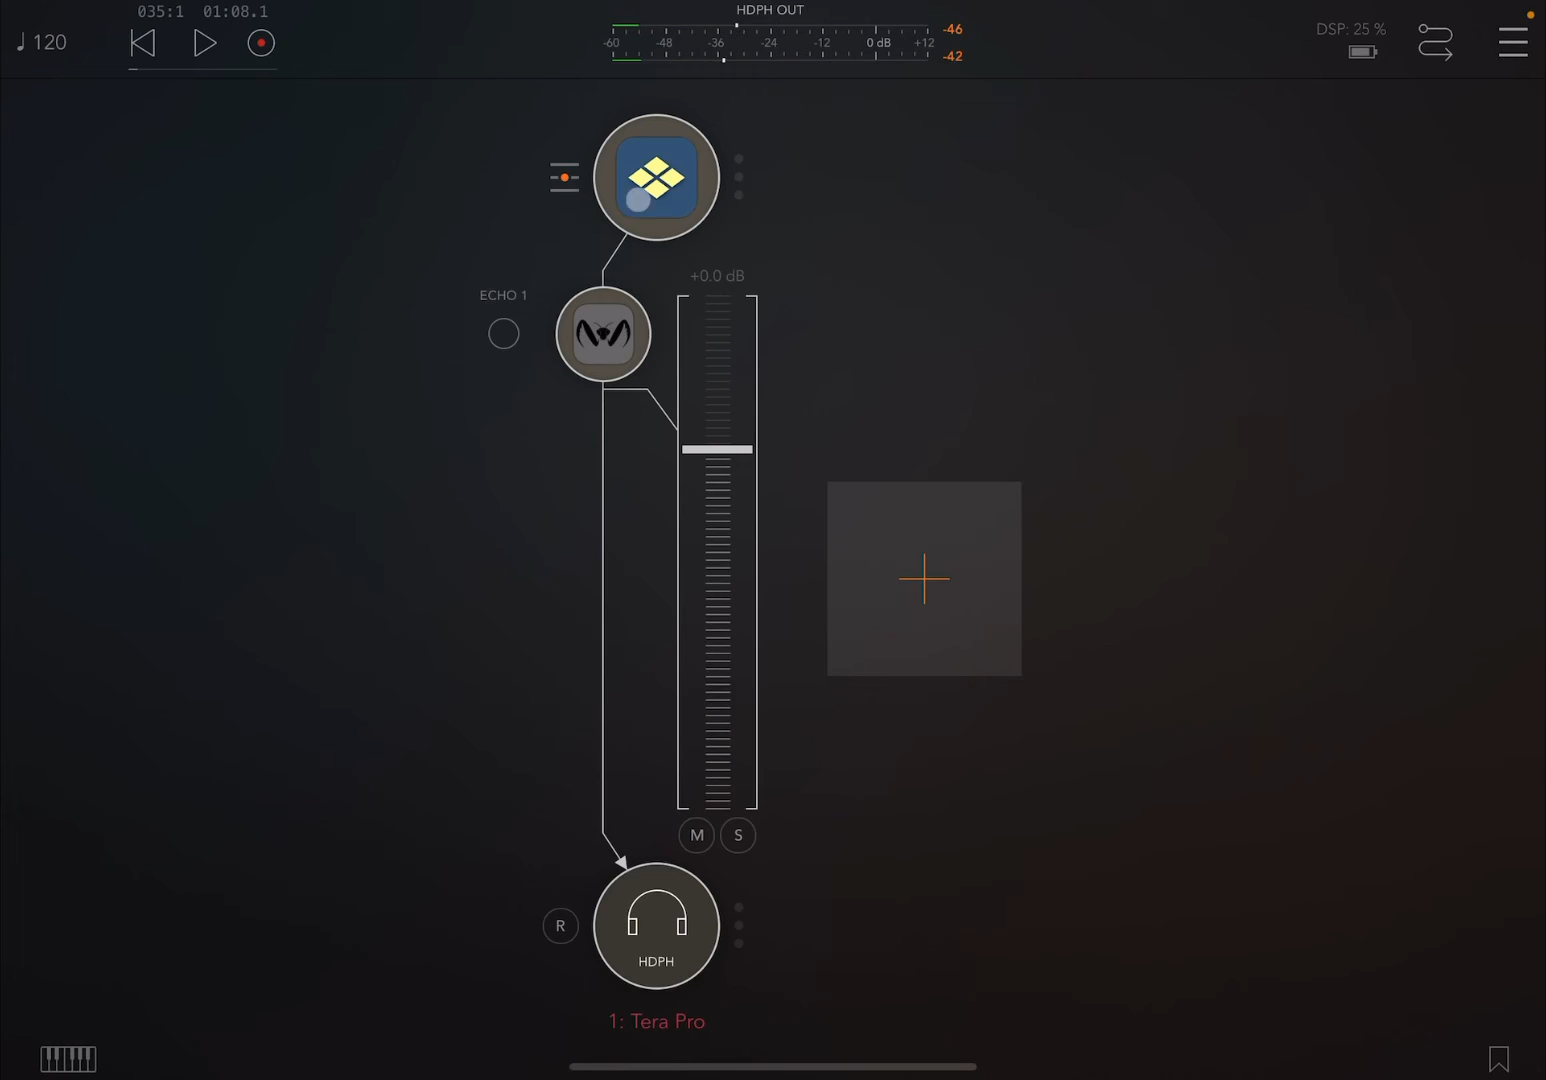 035:1 01:08.1
♩ 120
HDPH OUT
-46
-60 -48 -36 -24 -12 0 dB +12
-42
DSP: 25 %
+0.0 dB
ECHO 1
M S
R
HDPH
1: Tera Pro